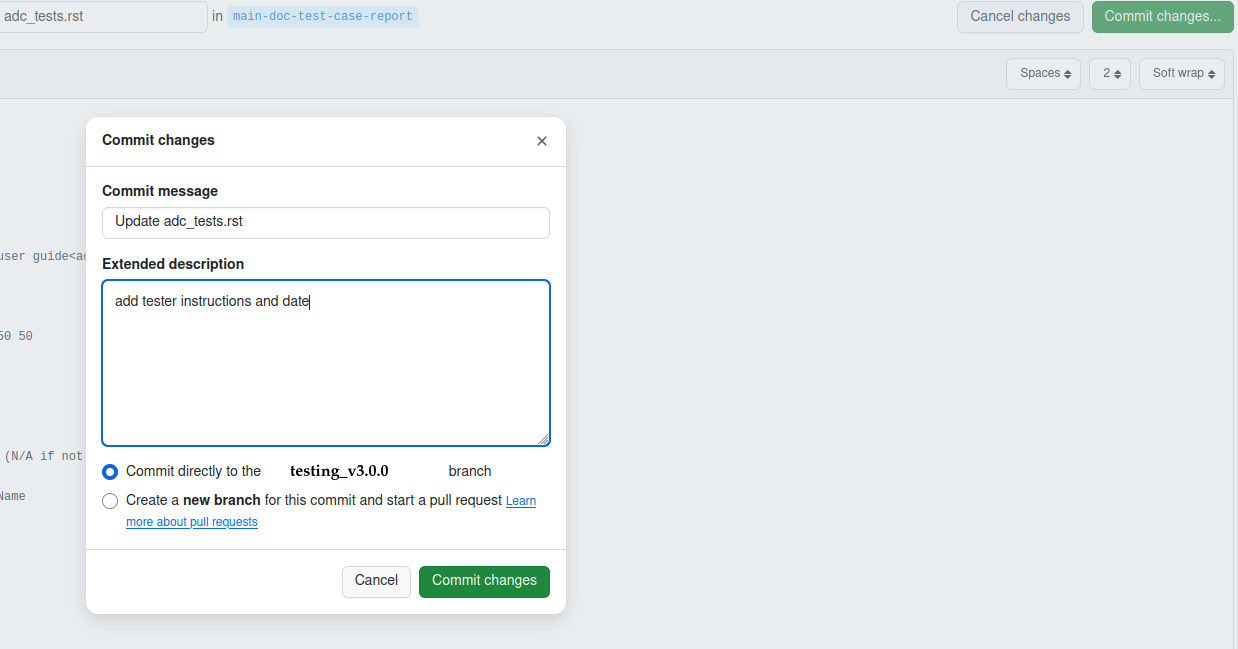 adc_tests.rst in main-doc-test-case-report Cancel changes Commit changes...
Spaces 2 Soft wrap
Commit changes
Commit message
Update adc_tests.rst
user guide<a
Extended description
add tester instructions and date
50 50
(N/A if not
Commit directly to the testing_v3.0.0 branch
Name
Create a new branch for this commit and start a pull request Learn
more about pull requests
Cancel Commit changes